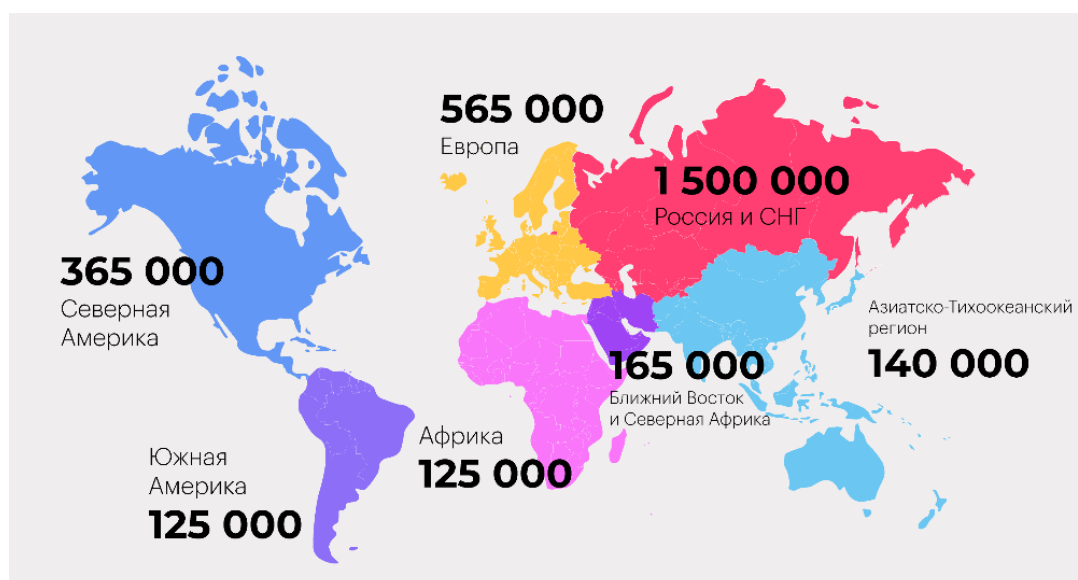 565 000
Европа
1 500 000
Россия и СНГ
365 000
Северная
Америка
Азиатско-Тихоокеанский
регион
140 000
165 000
Ближний Восток
и Северная Африка
Африка
125 000
Южная
Америка
125 000